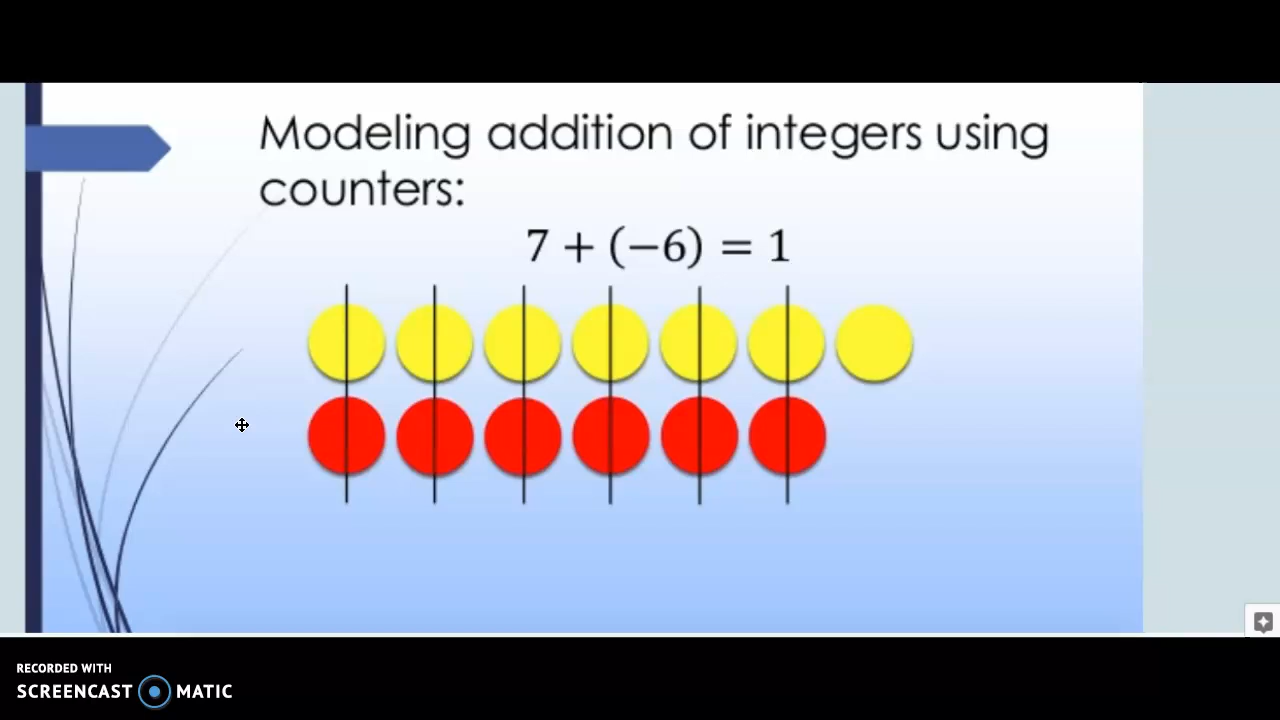 Modeling addition of integers using
counters:
7 + (−6) = 1
RECORDED WITH
SCREENCAST MATIC